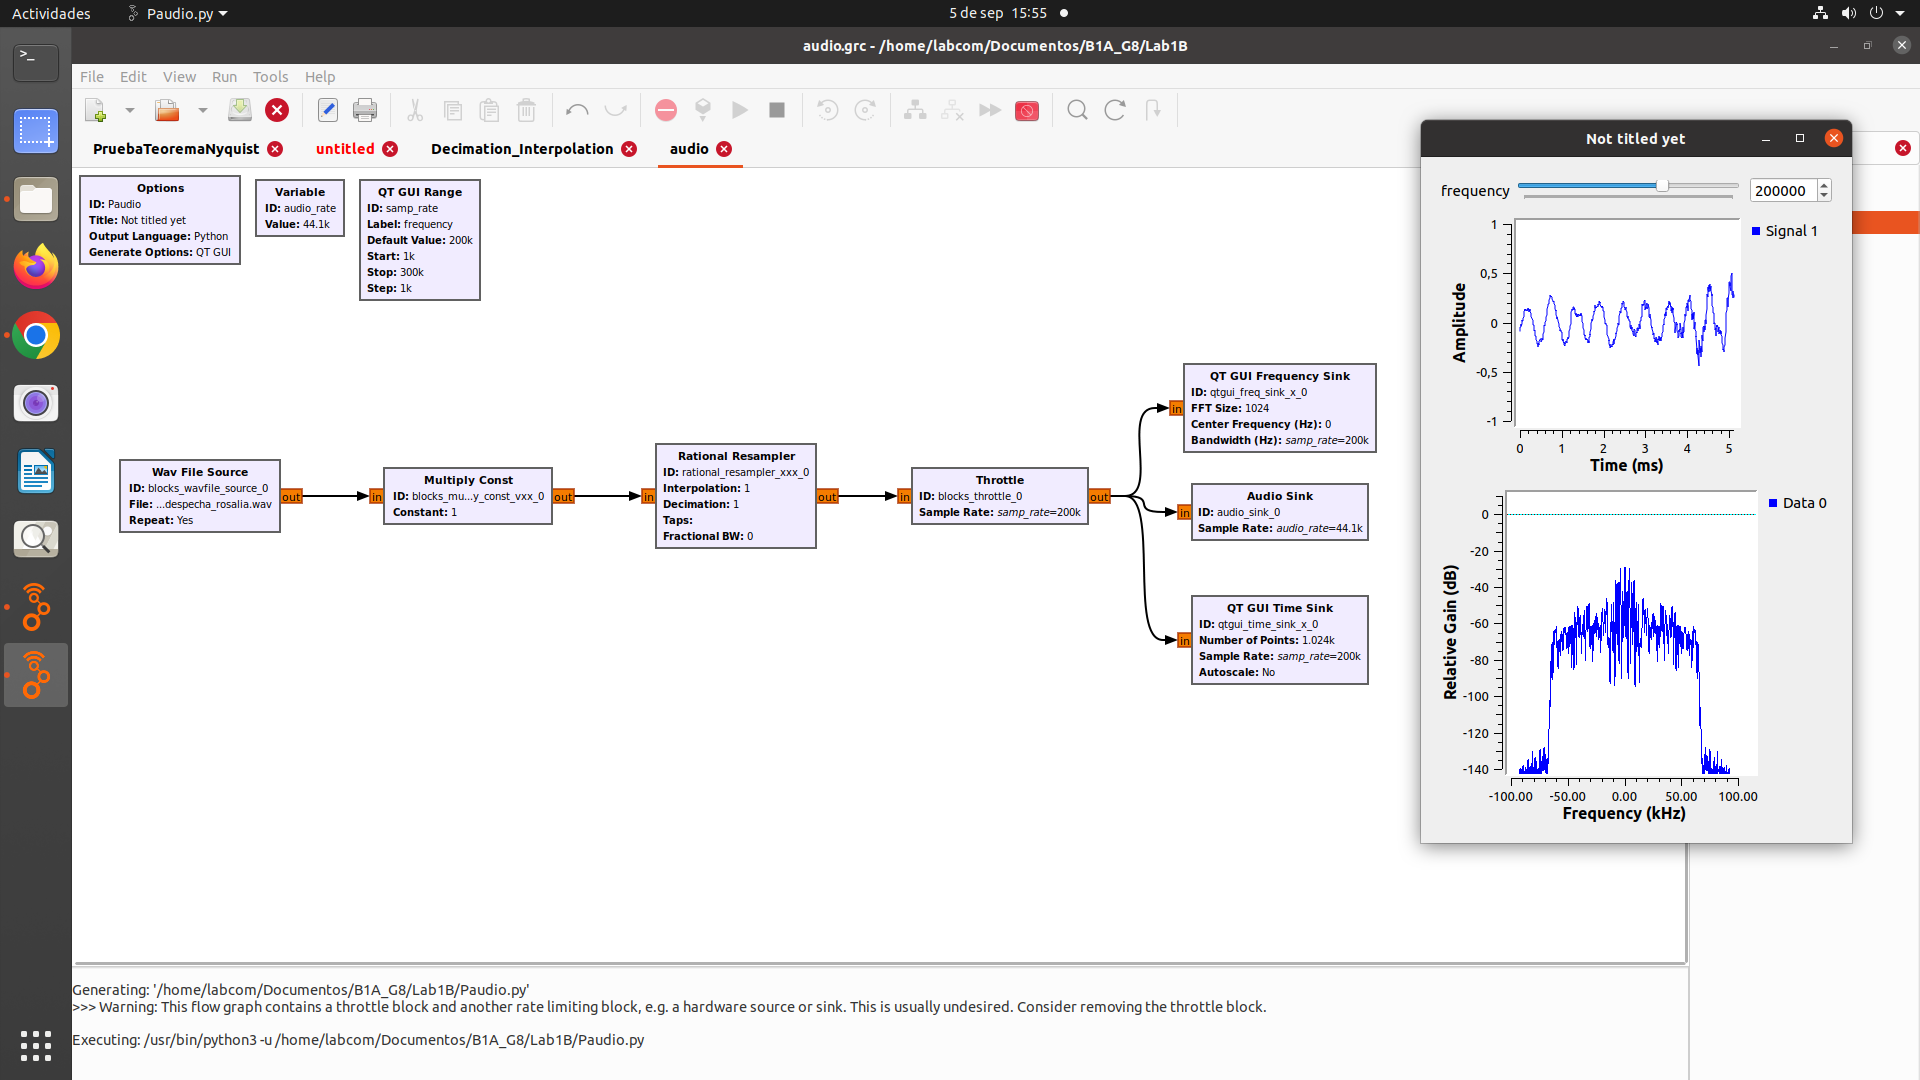 Actividades
Paudio.py
5 de sep 15:55
audio.grc - /home/labcom/Documentos/B1A_G8/Lab1B
File Edit View Run Tools Help
PruebaTeoremaNyquist
untitled
Decimation_Interpolation
audio
Options
ID: Paudio
Title: Not titled yet
Output Language: Python
Generate Options: QT GUI
Variable
ID: audio_rate
Value: 44.1k
QT GUI Range
ID: samp_rate
Label: frequency
Default Value: 200k
Start: 1k
Stop: 300k
Step: 1k
Wav File Source
ID: blocks_wavfile_source_0
File: ...despecha_rosalia.wav
Repeat: Yes
out
in
Multiply Const
ID: blocks_mu...y_const_vxx_0
Constant: 1
out
in
Rational Resampler
ID: rational_resampler_xxx_0
Interpolation: 1
Decimation: 1
Taps:
Fractional BW: 0
out
in
Throttle
ID: blocks_throttle_0
Sample Rate: samp_rate=200k
out
in
QT GUI Frequency Sink
ID: qtgui_freq_sink_x_0
FFT Size: 1024
Center Frequency (Hz): 0
Bandwidth (Hz): samp_rate=200k
in
Audio Sink
ID: audio_sink_0
Sample Rate: audio_rate=44.1k
in
QT GUI Time Sink
ID: qtgui_time_sink_x_0
Number of Points: 1.024k
Sample Rate: samp_rate=200k
Autoscale: No
Not titled yet
frequency
200000
Signal 1
Amplitude
1
0,5
0
-0,5
-1
0 1 2 3 4 5
Time (ms)
Data 0
Relative Gain (dB)
0
-20
-40
-60
-80
-100
-120
-140
-100.00 -50.00 0.00 50.00 100.00
Frequency (kHz)
Generating: '/home/labcom/Documentos/B1A_G8/Lab1B/Paudio.py'
>>> Warning: This flow graph contains a throttle block and another rate limiting block, e.g. a hardware source or sink. This is usually undesired. Consider removing the throttle block.
Executing: /usr/bin/python3 -u /home/labcom/Documentos/B1A_G8/Lab1B/Paudio.py